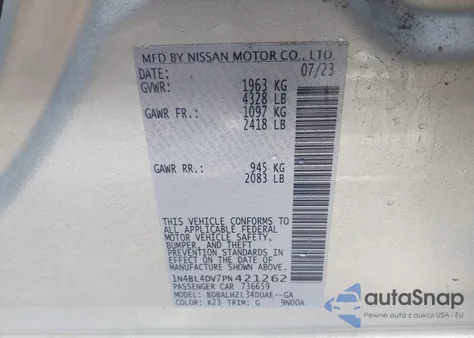 MFD BY NISSAN MOTOR CO., LTD.
DATE: 07/23
GVWR: 1963 KG
4328 LB
GAWR FR.: 1097 KG
2418 LB
GAWR RR.: 945 KG
2083 LB
THIS VEHICLE CONFORMS TO
ALL APPLICABLE FEDERAL
MOTOR VEHICLE SAFETY,
BUMPER, AND THEFT
PREVENTION STANDARDS
IN EFFECT ON THE DATE OF
MANUFACTURE SHOWN ABOVE.
1N4BL4DV7PN421262
PASSENGER CAR 736659
MODEL: BDBALHZL34DUAE--GA
COLOR: K23 TRIM: G 9N00A
autoSnap
Pewne auta z aukcji USA - EU